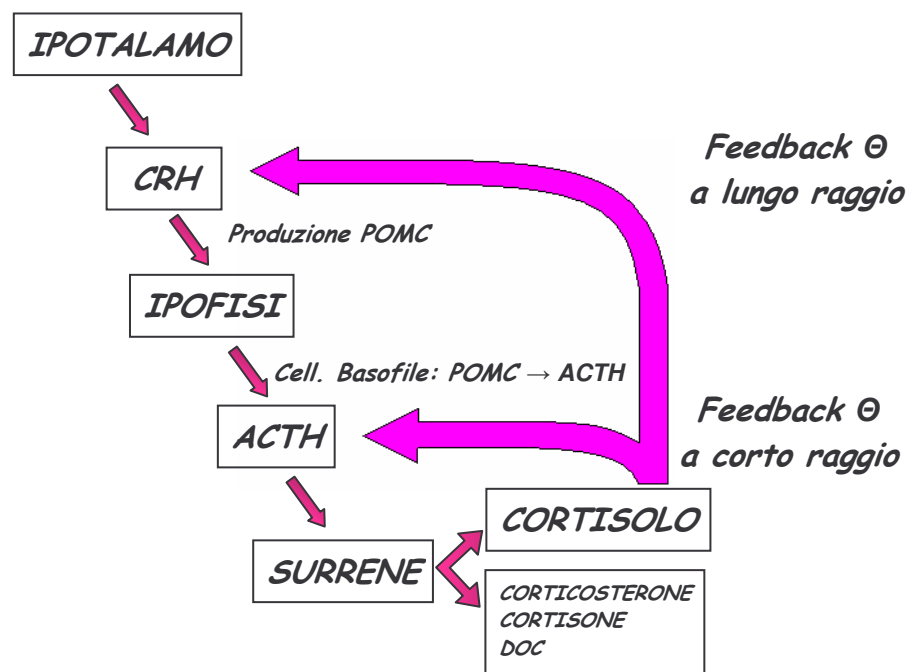 IPOTALAMO
CRH
Feedback Θ
a lungo raggio
Produzione POMC
IPOFISI
Cell. Basofile: POMC → ACTH
ACTH
Feedback Θ
a corto raggio
CORTISOLO
SURRENE
CORTICOSTERONE
CORTISONE
DOC